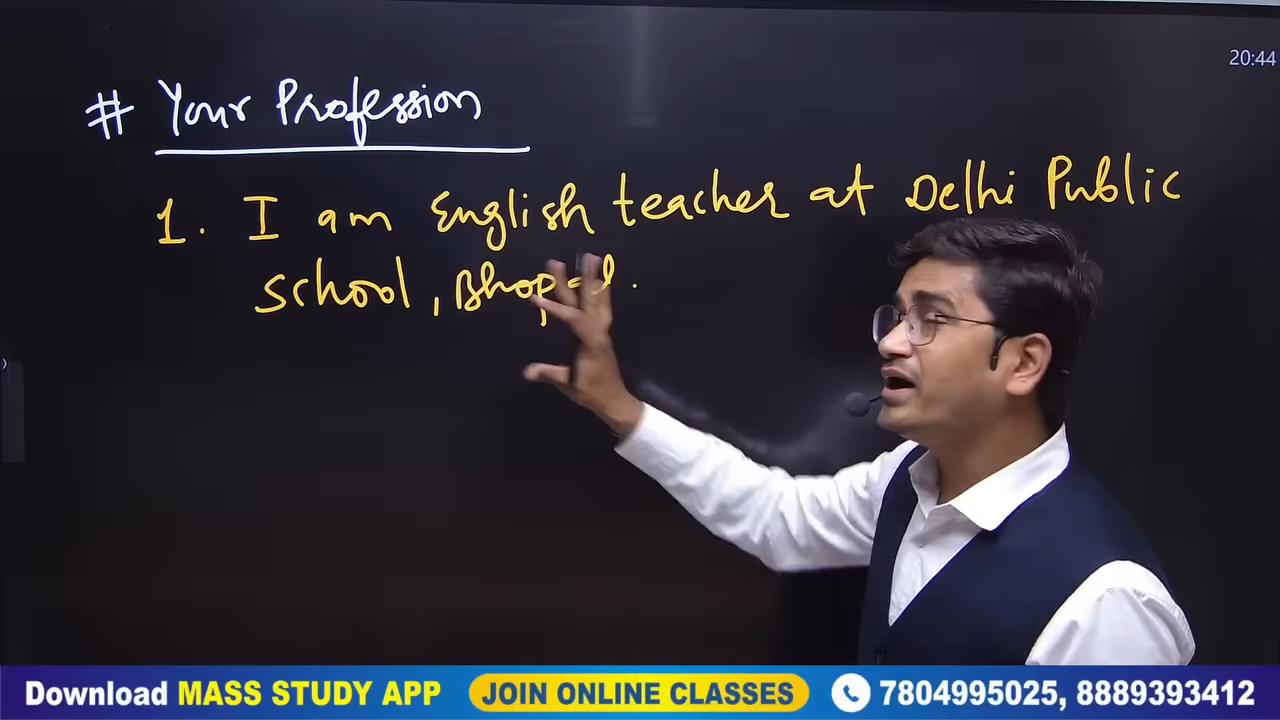 20:44
# Your Profession
1. I am English teacher at Delhi Public
school, Bhopal.
Download MASS STUDY APP JOIN ONLINE CLASSES 7804995025, 8889393412